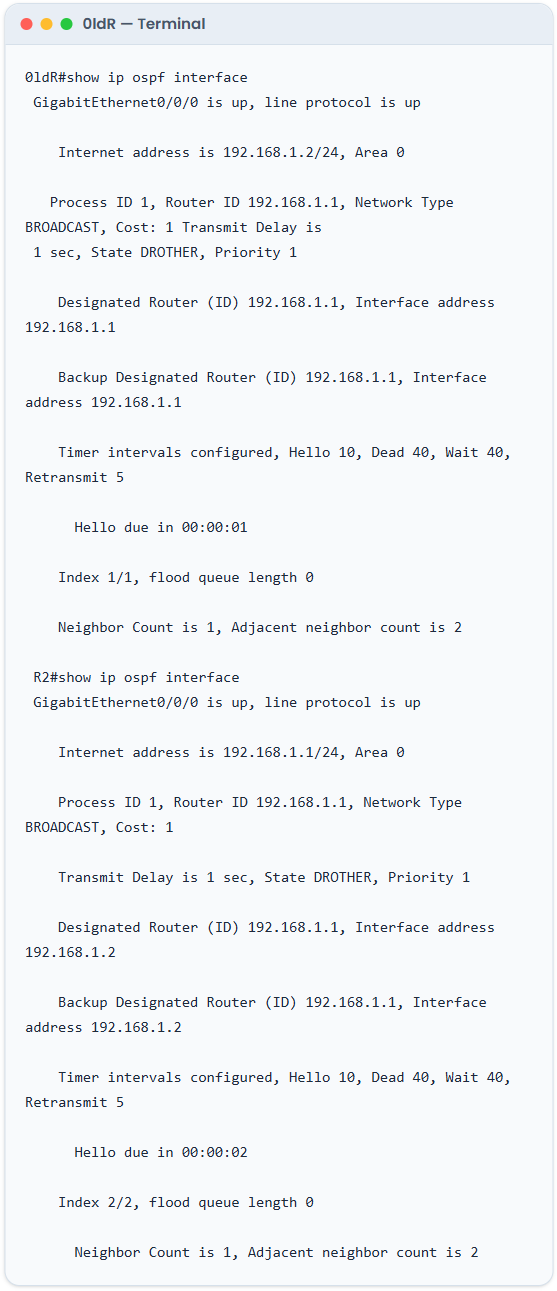 0ldR — Terminal
0ldR#show ip ospf interface
GigabitEthernet0/0/0 is up, line protocol is up
Internet address is 192.168.1.2/24, Area 0
Process ID 1, Router ID 192.168.1.1, Network Type
BROADCAST, Cost: 1 Transmit Delay is
1 sec, State DROTHER, Priority 1
Designated Router (ID) 192.168.1.1, Interface address
192.168.1.1
Backup Designated Router (ID) 192.168.1.1, Interface
address 192.168.1.1
Timer intervals configured, Hello 10, Dead 40, Wait 40,
Retransmit 5
Hello due in 00:00:01
Index 1/1, flood queue length 0
Neighbor Count is 1, Adjacent neighbor count is 2
R2#show ip ospf interface
GigabitEthernet0/0/0 is up, line protocol is up
Internet address is 192.168.1.1/24, Area 0
Process ID 1, Router ID 192.168.1.1, Network Type
BROADCAST, Cost: 1
Transmit Delay is 1 sec, State DROTHER, Priority 1
Designated Router (ID) 192.168.1.1, Interface address
192.168.1.2
Backup Designated Router (ID) 192.168.1.1, Interface
address 192.168.1.2
Timer intervals configured, Hello 10, Dead 40, Wait 40,
Retransmit 5
Hello due in 00:00:02
Index 2/2, flood queue length 0
Neighbor Count is 1, Adjacent neighbor count is 2